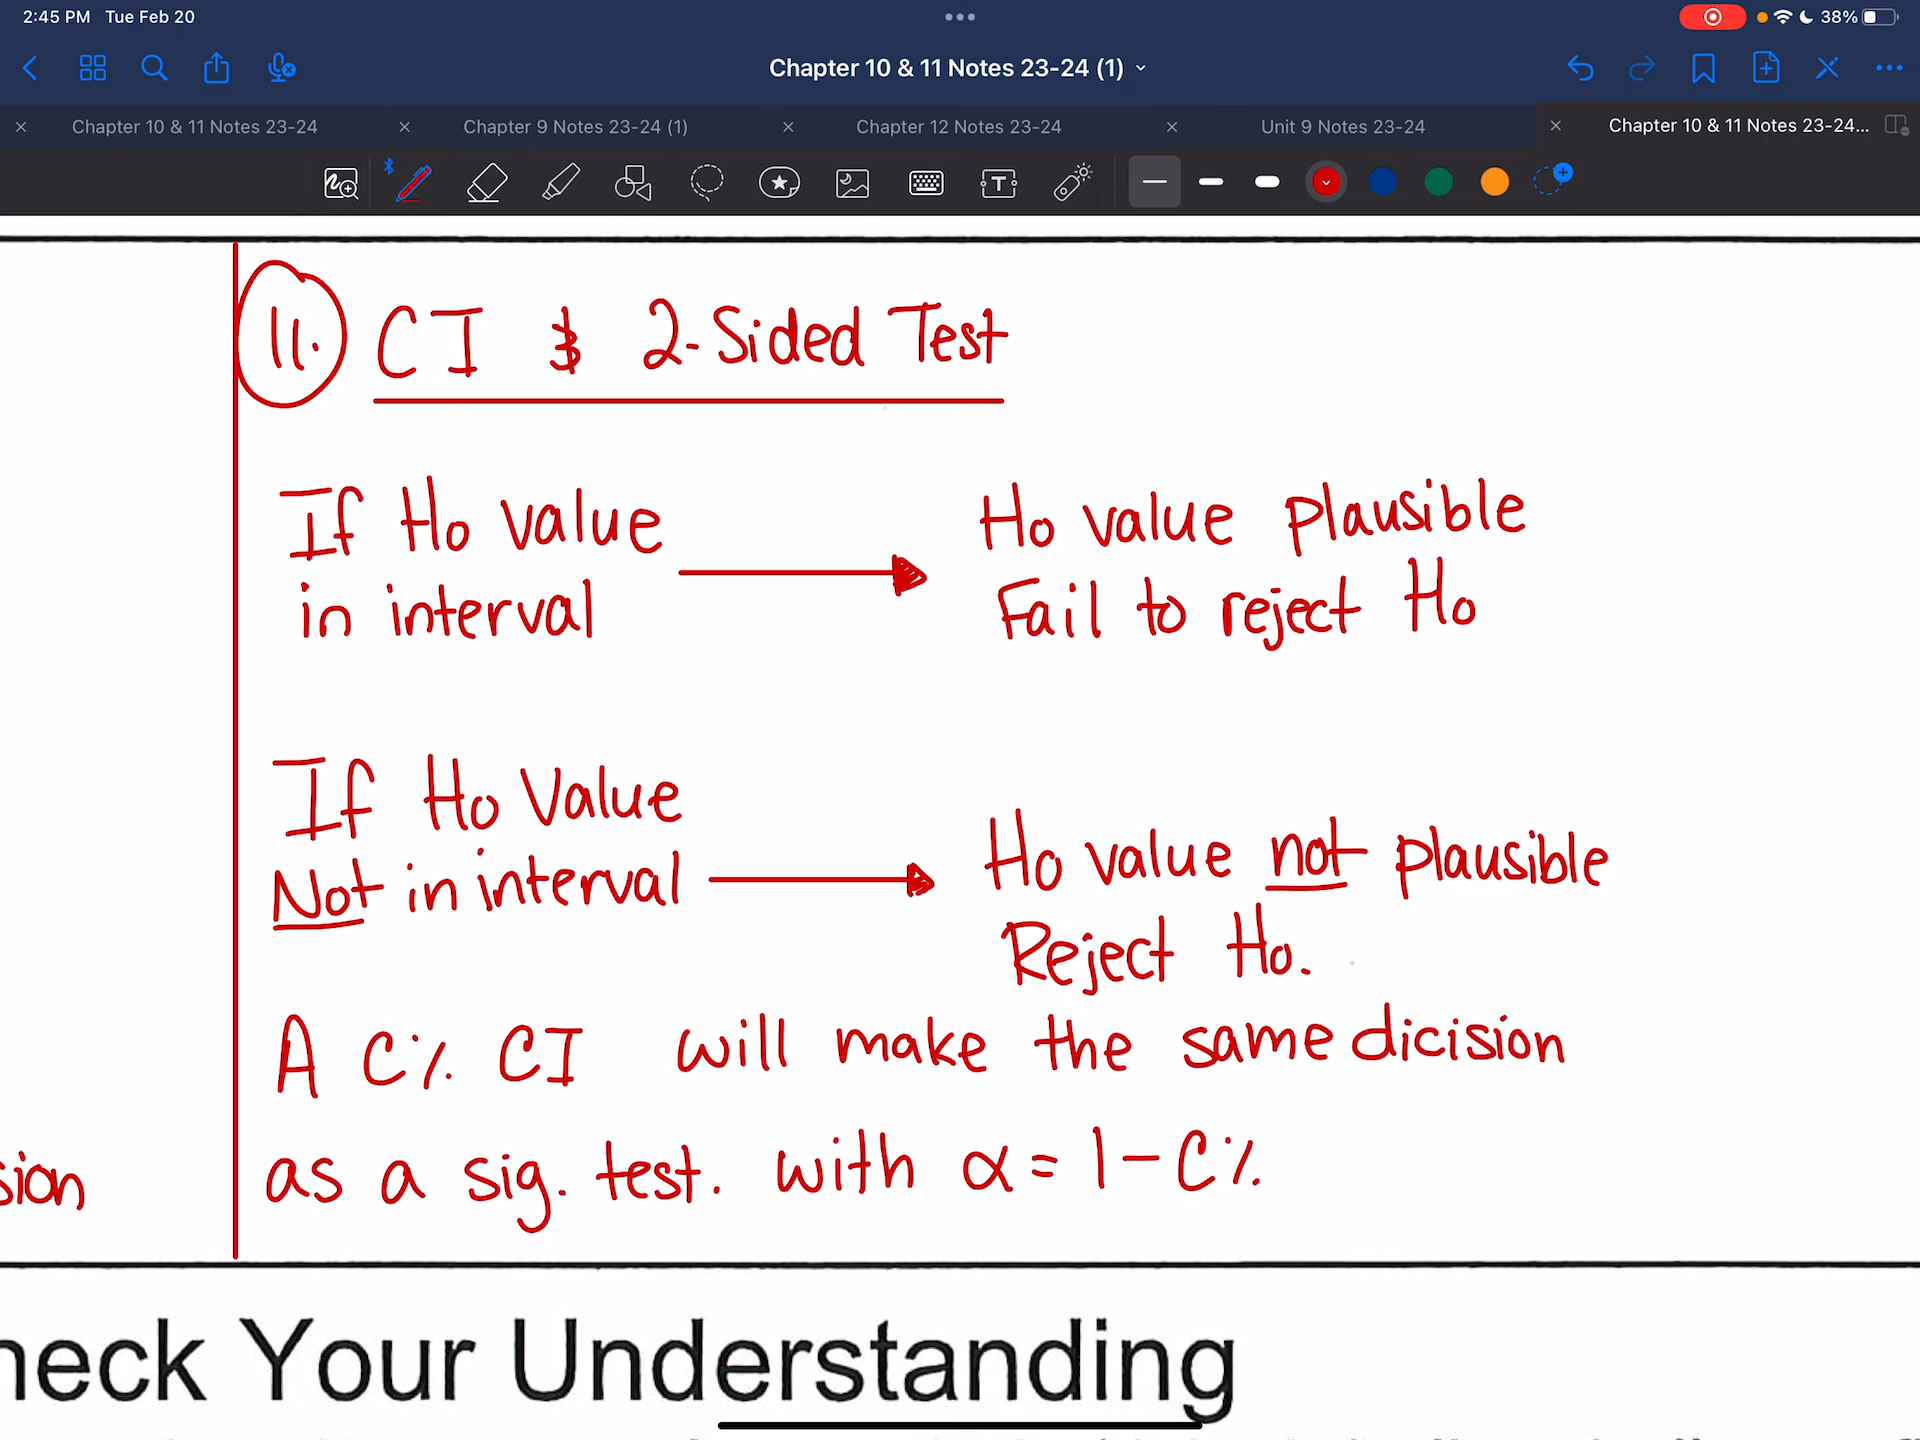 2:45 PM Tue Feb 20
38%
Chapter 10 & 11 Notes 23-24 (1)
Chapter 10 & 11 Notes 23-24
Chapter 9 Notes 23-24 (1)
Chapter 12 Notes 23-24
Unit 9 Notes 23-24
Chapter 10 & 11 Notes 23-24...
11. CI & 2-Sided Test
If Ho value
in interval
Ho value plausible
Fail to reject Ho
If Ho Value
Not in interval
Ho value not plausible
Reject Ho.
A C% CI will make the same dicision
as a sig. test. with α = 1 - C%
sion
heck Your Understanding